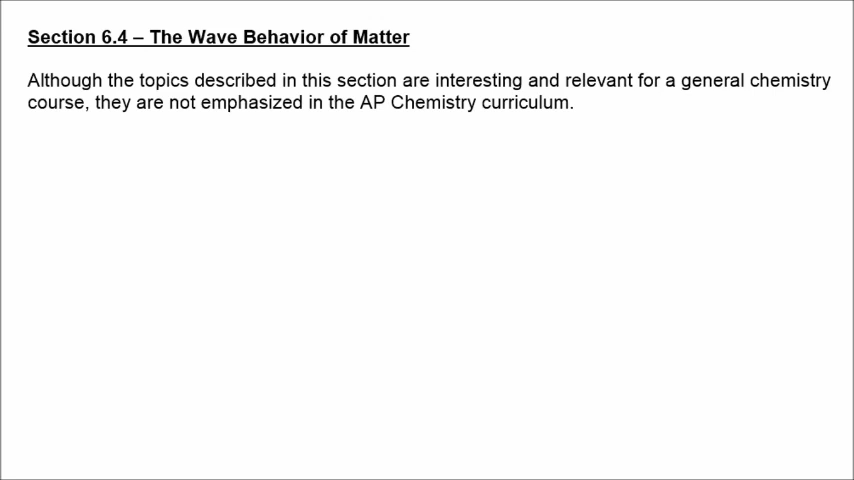 Section 6.4 – The Wave Behavior of Matter
Although the topics described in this section are interesting and relevant for a general chemistry
course, they are not emphasized in the AP Chemistry curriculum.